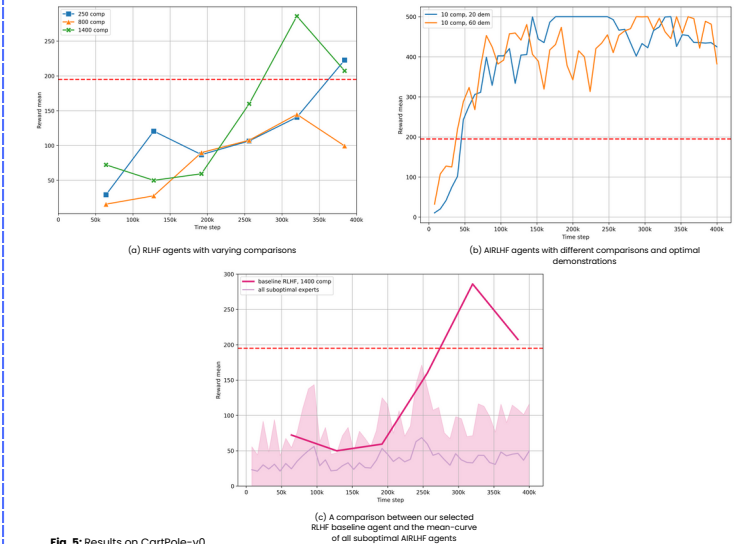 250 comp
800 comp
1400 comp
250
200
150
100
50
Reward mean
0 50k 100k 150k 200k 250k 300k 350k 400k
Time step
(a) RLHF agents with varying comparisons
10 comp, 20 dem
10 comp, 60 dem
500
400
300
200
100
0
Reward mean
0 50k 100k 150k 200k 250k 300k 350k 400k
Time step
(b) AIRLHF agents with different comparisons and optimal
demonstrations
baseline RLHF, 1400 comp
all suboptimal experts
300
250
200
150
100
50
0
Reward mean
0 50k 100k 150k 200k 250k 300k 350k 400k
Time step
(c) A comparison between our selected
RLHF baseline agent and the mean-curve
of all suboptimal AIRLHF agents
Fig. 5: Results on CartPole-v0